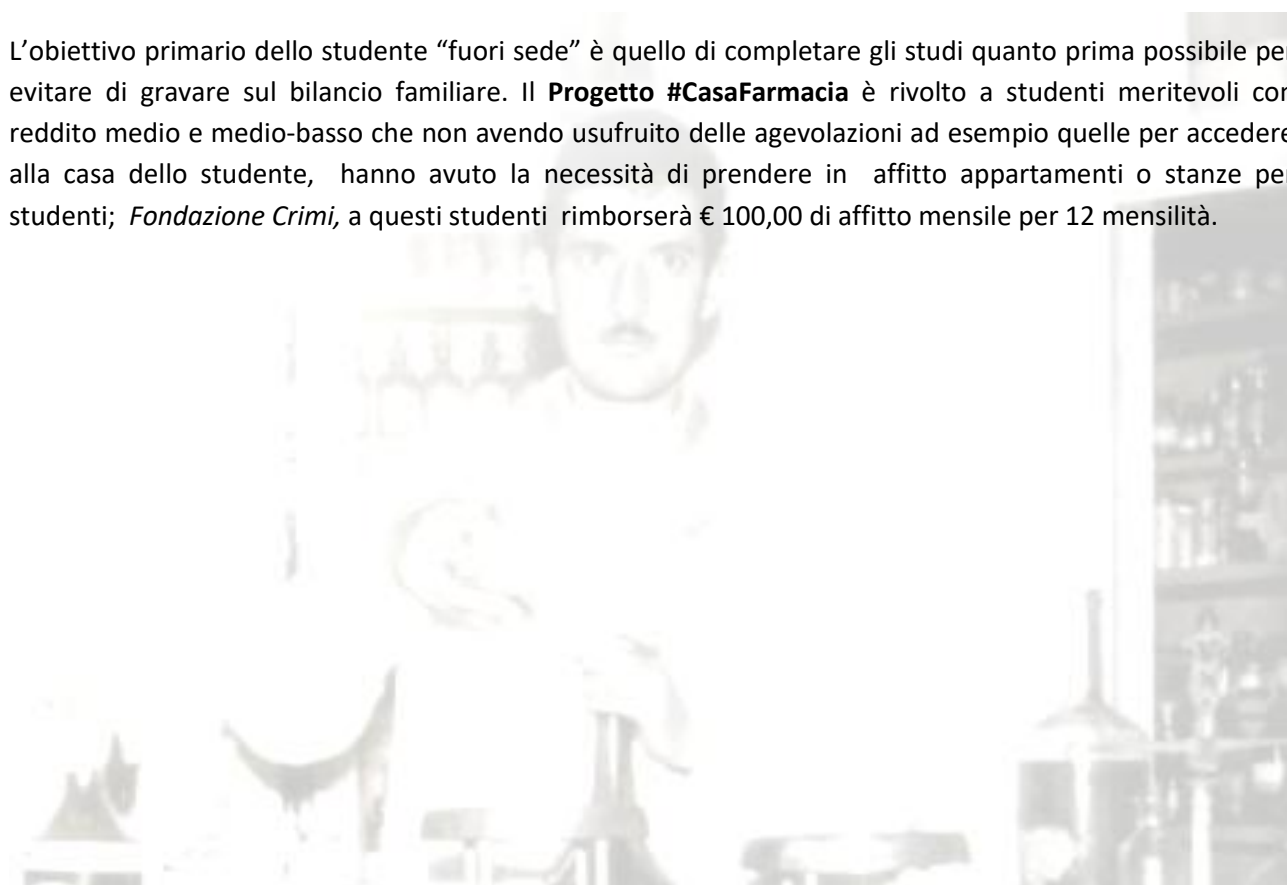 L’obiettivo primario dello studente “fuori sede” è quello di completare gli studi quanto prima possibile per
evitare di gravare sul bilancio familiare. Il Progetto #CasaFarmacia è rivolto a studenti meritevoli con
reddito medio e medio-basso che non avendo usufruito delle agevolazioni ad esempio quelle per accedere
alla casa dello studente, hanno avuto la necessità di prendere in affitto appartamenti o stanze per
studenti; Fondazione Crimi, a questi studenti rimborserà € 100,00 di affitto mensile per 12 mensilità.